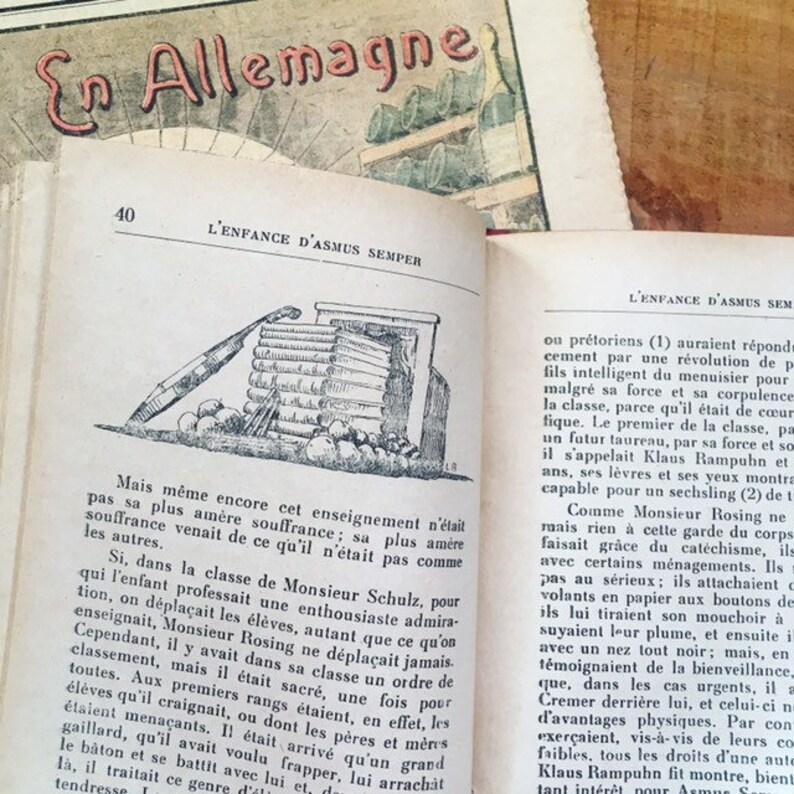 En Allemagne
40
L'ENFANCE D'ASMUS SEMPER
LR
Mais même encore cet enseignement n'était
pas sa plus amère souffrance ; sa plus amère
souffrance venait de ce qu'il n'était pas comme
les autres.
Si, dans la classe de Monsieur Schulz, pour
qui l'enfant professait une enthousiaste admira-
tion, on déplaçait les élèves, autant que ce qu'on
enseignait, Monsieur Rosing ne déplaçait jamais.
Cependant, il y avait dans sa classe un ordre de
classement, mais il était sacré, une fois pour
toutes. Aux premiers rangs étaient, en effet, les
élèves qu'il craignait, ou dont les pères et mères
étaient menaçants. Il était arrivé qu'un grand
gaillard, qu'il avait voulu frapper, lui arrachât
le bâton et se battit avec lui et, de
là, il traitait ce genre d'élè
tendresse.
L'ENFANCE D'ASMUS SEM
ou prétoriens (1) auraient répond
cement par une révolution de p
fils intelligent du menuisier pour
malgré sa force et sa corpulence
la classe, parce qu'il était de cœur
fique. Le premier de la classe, pa
un futur taureau, par sa force et so
il s'appelait Klaus Rampuhn et
ans, ses lèvres et ses yeux montra
capable pour un sechsling (2) de t
Comme Monsieur Rosing ne
mais rien à cette garde du corps
faisait grâce du catéchisme, ils
avec certains ménagements. Ils
pas au sérieux ; ils attachaient d
volants en papier aux boutons de
ils lui tiraient son mouchoir à
suyaient leur plume, et ensuite il
avec un nez tout noir ; mais, en
témoignaient de la bienveillance,
que, dans les cas urgents, il a
Cremer derrière lui, et celui-ci n
d'avantages physiques. Par con
exerçaient, vis-à-vis de leurs co
faibles, tous les droits d'une auto
Klaus Rampuhn fit montre, bient
tant intérêt, pour Asmus Semper